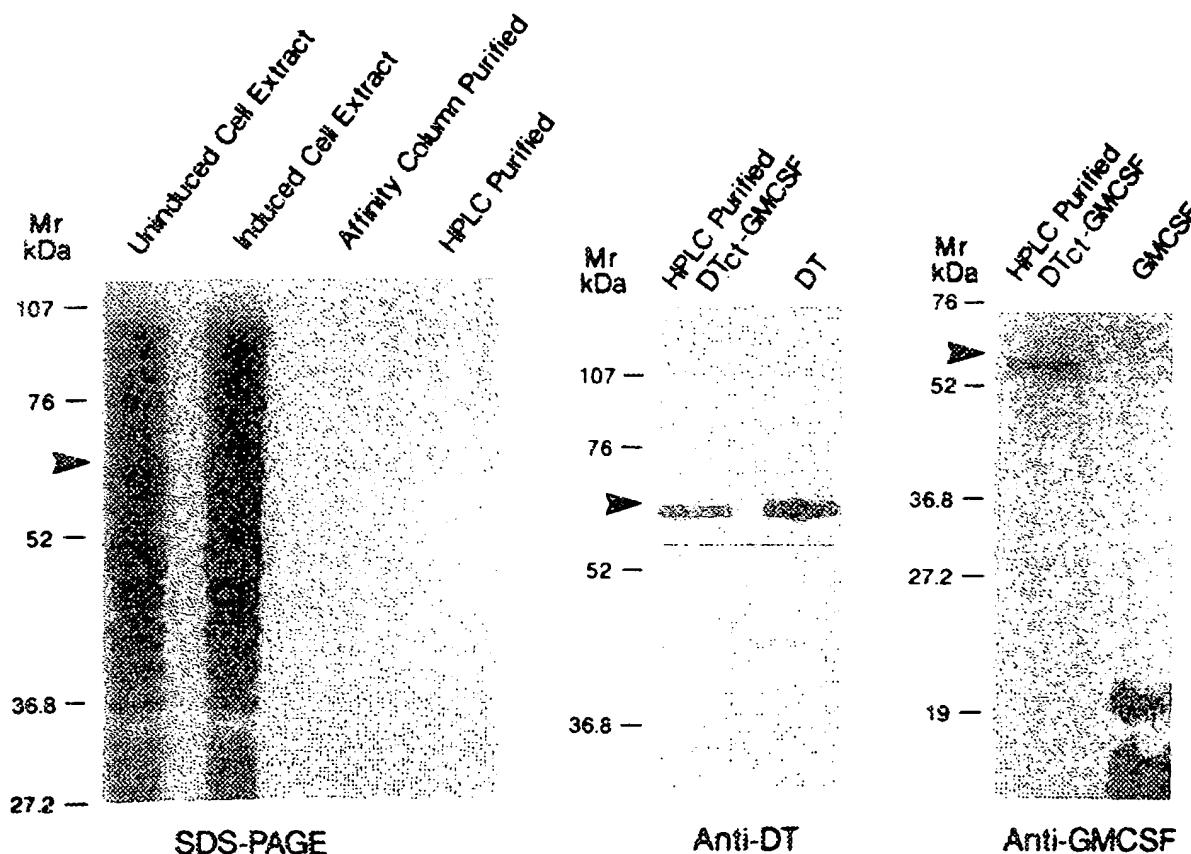 Uninduced Cell Extract
Induced Cell Extract
Affinity Column Purified
HPLC Purified
Mr
kDa
107
76
52
36.8
27.2
SDS-PAGE
HPLC Purified
DTct-GMCSF
DT
Mr
kDa
107
76
52
36.8
Anti-DT
HPLC Purified
DTct-GMCSF
GMCSF
Mr
kDa
76
52
36.8
27.2
19
Anti-GMCSF